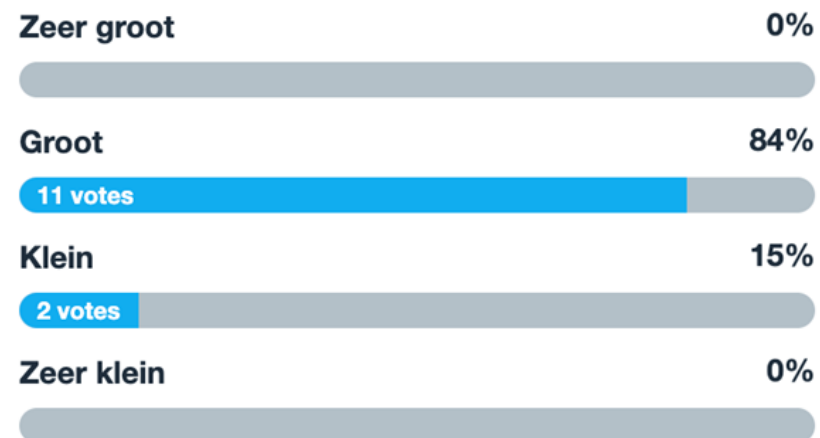 Zeer groot 0%
Groot 84%
11 votes
Klein 15%
2 votes
Zeer klein 0%